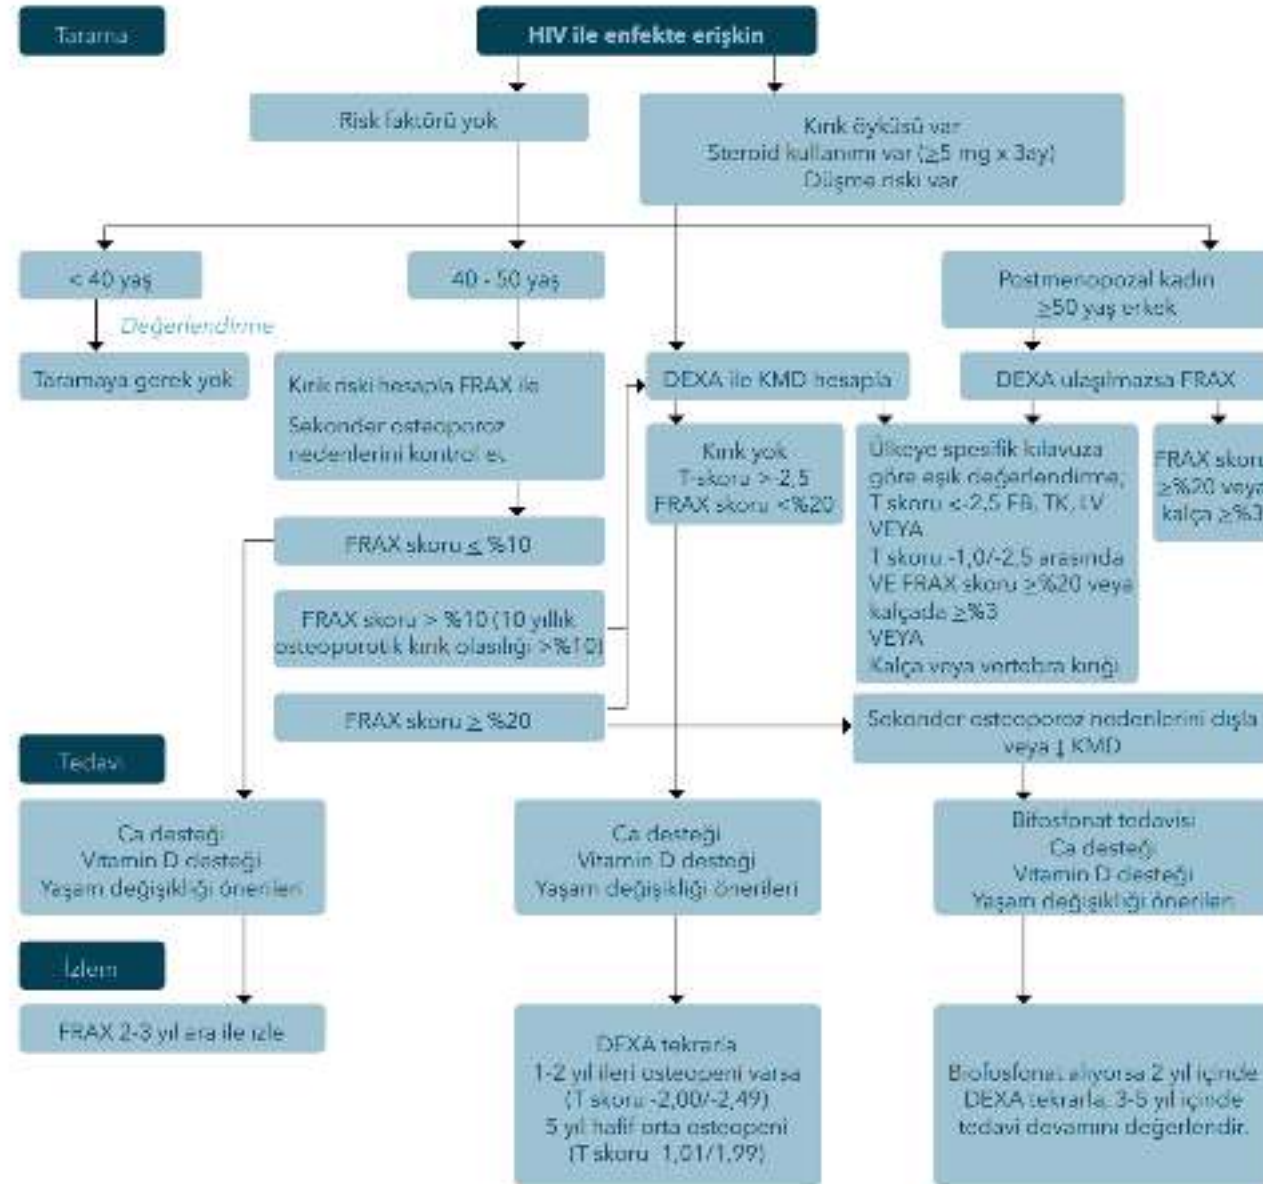 Tarama
HIV ile enfekte erişkin
Risk faktörü yok
Kırık öyküsü var
Steroid kullanımı var (≥5 mg x 3ay)
Düşme riski var
< 40 yaş
40 - 50 yaş
Postmenopozal kadın
≥50 yaş erkek
Değerlendirme
Taramaya gerek yok
Kırık riski hesapla FRAX ile
Sekonder osteoporoz
nedenlerini kontrol et
DEXA ile KMD hesapla
DEXA ulaşılmazsa FRAX
Kırık yok
T-skoru >-2,5
FRAX skoru <%20
Ülkeye spesifik kılavuza
göre eşik değerlendirme,
T skoru ≤-2,5 FB, TK, LV
VEYA
T skoru -1,0/-2,5 arasında
VE FRAX skoru ≥%20 veya
kalçada ≥%3
VEYA
Kalça veya vertebra kırığı
FRAX skoru
≥%20 veya
kalça ≥%3
FRAX skoru ≤ %10
FRAX skoru > %10 (10 yıllık
osteoporotik kırık olasılığı >%10)
FRAX skoru ≥ %20
Sekonder osteoporoz nedenlerini dışla
veya ↓ KMD
Tedavi
Ca desteği
Vitamin D desteği
Yaşam değişikliği önerileri
Ca desteği
Vitamin D desteği
Yaşam değişikliği önerileri
Bifosfonat tedavisi
Ca desteği
Vitamin D desteği
Yaşam değişikliği önerileri
İzlem
FRAX 2-3 yıl ara ile izle
DEXA tekrarla
1-2 yıl ileri osteopeni varsa
(T skoru -2,00/-2,49)
5 yıl hafif orta osteopeni
(T skoru 1,01/1,99)
Biofosfonat alıyorsa 2 yıl içinde
DEXA tekrarla, 3-5 yıl içinde
tedavi devamını değerlendir.